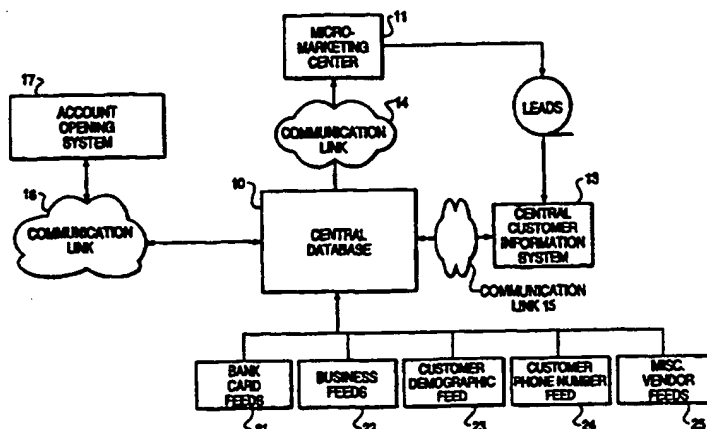 11
MICRO-
MARKETING
CENTER
17
ACCOUNT
OPENING
SYSTEM
14
COMMUNICATION
LINK
LEADS
16
COMMUNICATION
LINK
10
CENTRAL
DATABASE
13
CENTRAL
CUSTOMER
INFORMATION
SYSTEM
COMMUNICATION
LINK 15
BANK
CARD
FEEDS
BUSINESS
FEEDS
CUSTOMER
DEMOGRAPHIC
FEED
CUSTOMER
PHONE NUMBER
FEED
MISC.
VENDOR
FEEDS
21
22
23
24
25